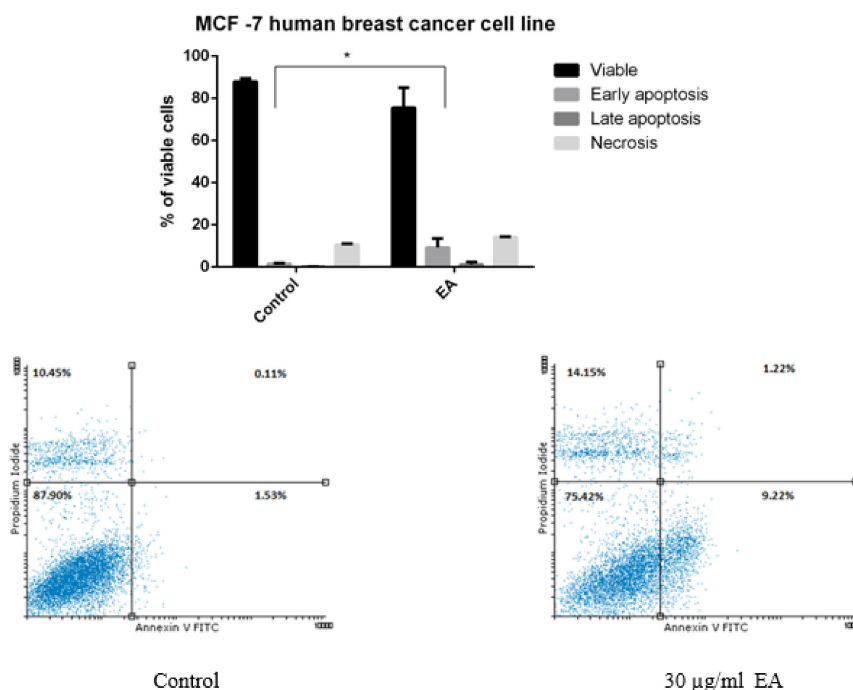 MCF -7 human breast cancer cell line
*
100
80
60
40
20
0
% of viable cells
Control
EA
Viable
Early apoptosis
Late apoptosis
Necrosis
10.45%
0.11%
87.90%
1.53%
Propidium Iodide
Annexin V FITC
Control
14.15%
1.22%
75.42%
9.22%
Propidium Iodide
Annexin V FITC
30 µg/ml EA